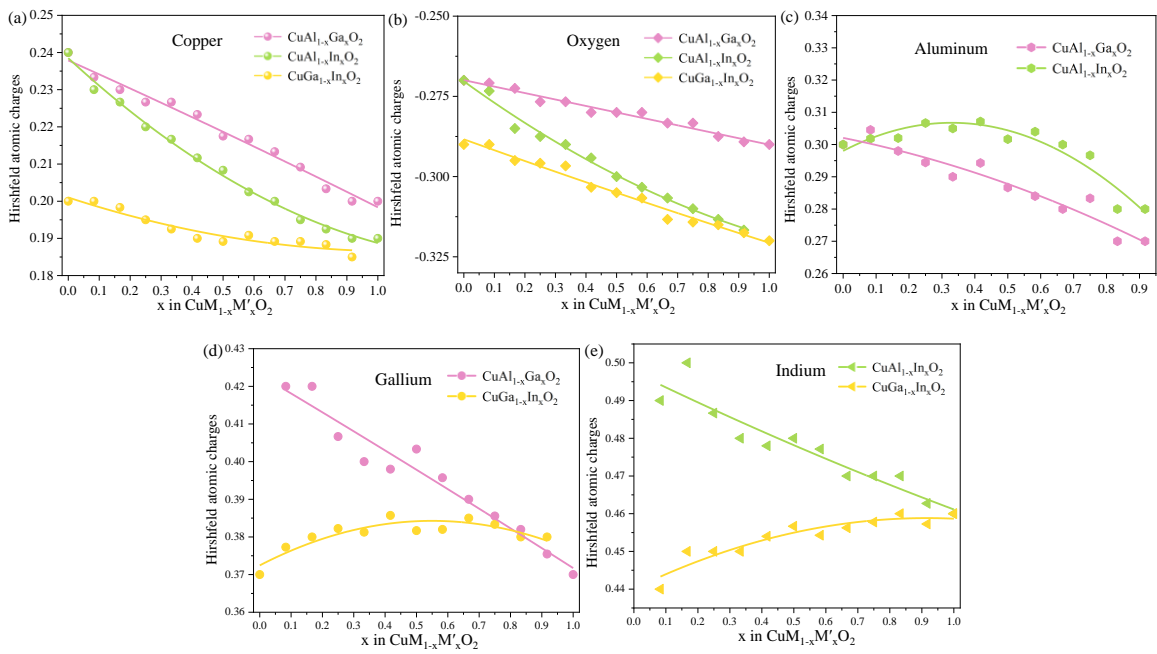 (a)
Copper
CuAl₁₋ₓGaₓO₂
CuAl₁₋ₓInₓO₂
CuGa₁₋ₓInₓO₂
Hirshfeld atomic charges
0.25
0.24
0.23
0.22
0.21
0.20
0.19
0.18
0.0 0.1 0.2 0.3 0.4 0.5 0.6 0.7 0.8 0.9 1.0
x in CuM₁₋ₓM′ₓO₂
(b)
Oxygen
CuAl₁₋ₓGaₓO₂
CuAl₁₋ₓInₓO₂
CuGa₁₋ₓInₓO₂
Hirshfeld atomic charges
-0.250
-0.275
-0.300
-0.325
0.0 0.1 0.2 0.3 0.4 0.5 0.6 0.7 0.8 0.9 1.0
x in CuM₁₋ₓM′ₓO₂
(c)
Aluminum
CuAl₁₋ₓGaₓO₂
CuAl₁₋ₓInₓO₂
Hirshfeld atomic charges
0.34
0.33
0.32
0.31
0.30
0.29
0.28
0.27
0.26
0.0 0.1 0.2 0.3 0.4 0.5 0.6 0.7 0.8 0.9
x in CuM₁₋ₓM′ₓO₂
(d)
Gallium
CuAl₁₋ₓGaₓO₂
CuGa₁₋ₓInₓO₂
Hirshfeld atomic charges
0.43
0.42
0.41
0.40
0.39
0.38
0.37
0.36
0.0 0.1 0.2 0.3 0.4 0.5 0.6 0.7 0.8 0.9 1.0
x in CuM₁₋ₓM′ₓO₂
(e)
Indium
CuAl₁₋ₓInₓO₂
CuGa₁₋ₓInₓO₂
Hirshfeld atomic charges
0.50
0.49
0.48
0.47
0.46
0.45
0.44
0.0 0.1 0.2 0.3 0.4 0.5 0.6 0.7 0.8 0.9 1.0
x in CuM₁₋ₓM′ₓO₂